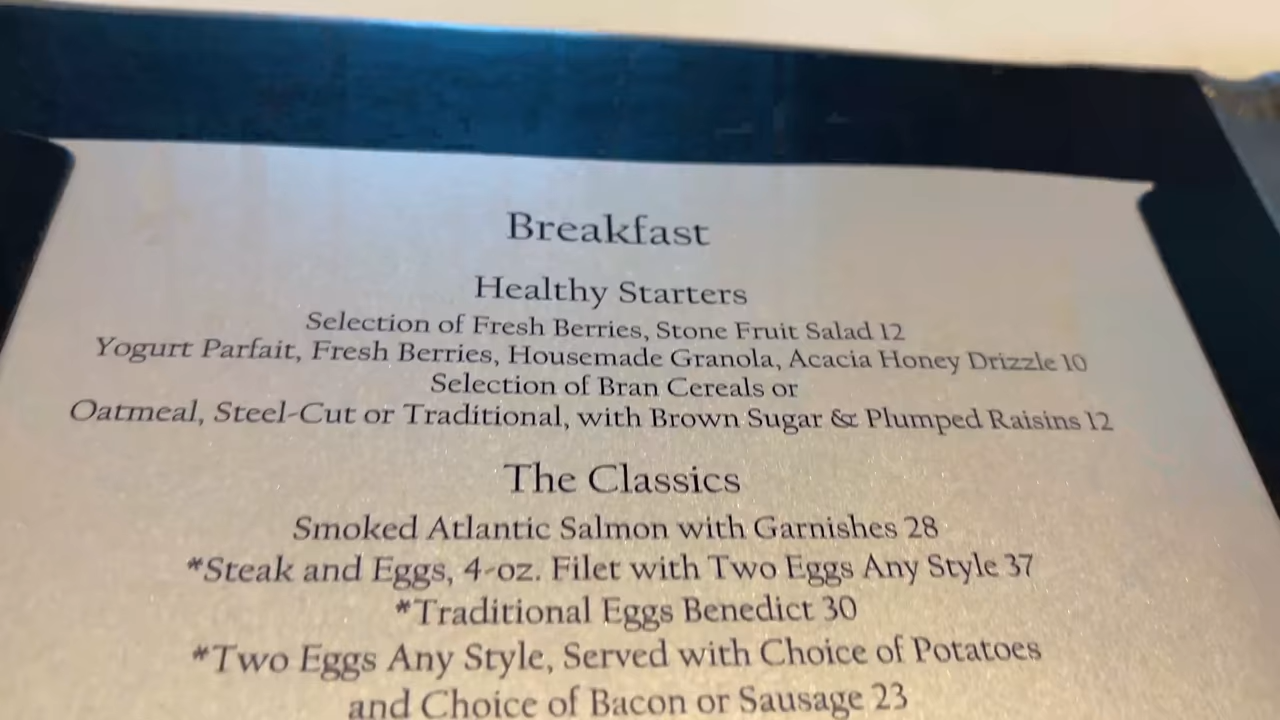 Breakfast
Healthy Starters
Selection of Fresh Berries, Stone Fruit Salad 12
Yogurt Parfait, Fresh Berries, Housemade Granola, Acacia Honey Drizzle 10
Selection of Bran Cereals or
Oatmeal, Steel-Cut or Traditional, with Brown Sugar & Plumped Raisins 12
The Classics
Smoked Atlantic Salmon with Garnishes 28
*Steak and Eggs, 4-oz. Filet with Two Eggs Any Style 37
*Traditional Eggs Benedict 30
*Two Eggs Any Style, Served with Choice of Potatoes
and Choice of Bacon or Sausage 23